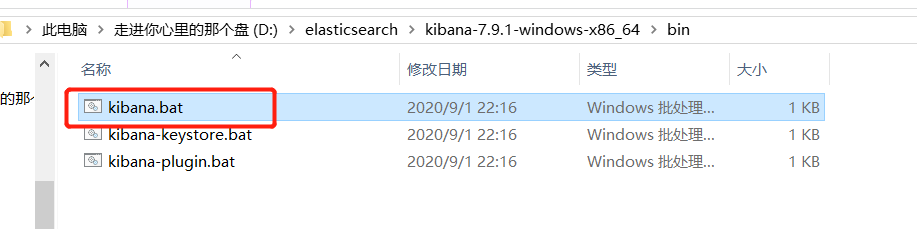 此电脑 › 走进你心里的那个盘 (D:) › elasticsearch › kibana-7.9.1-windows-x86_64 › bin
名称 修改日期 类型 大小
kibana.bat 2020/9/1 22:16 Windows 批处理... 1 KB
kibana-keystore.bat 2020/9/1 22:16 Windows 批处理... 1 KB
kibana-plugin.bat 2020/9/1 22:16 Windows 批处理... 1 KB